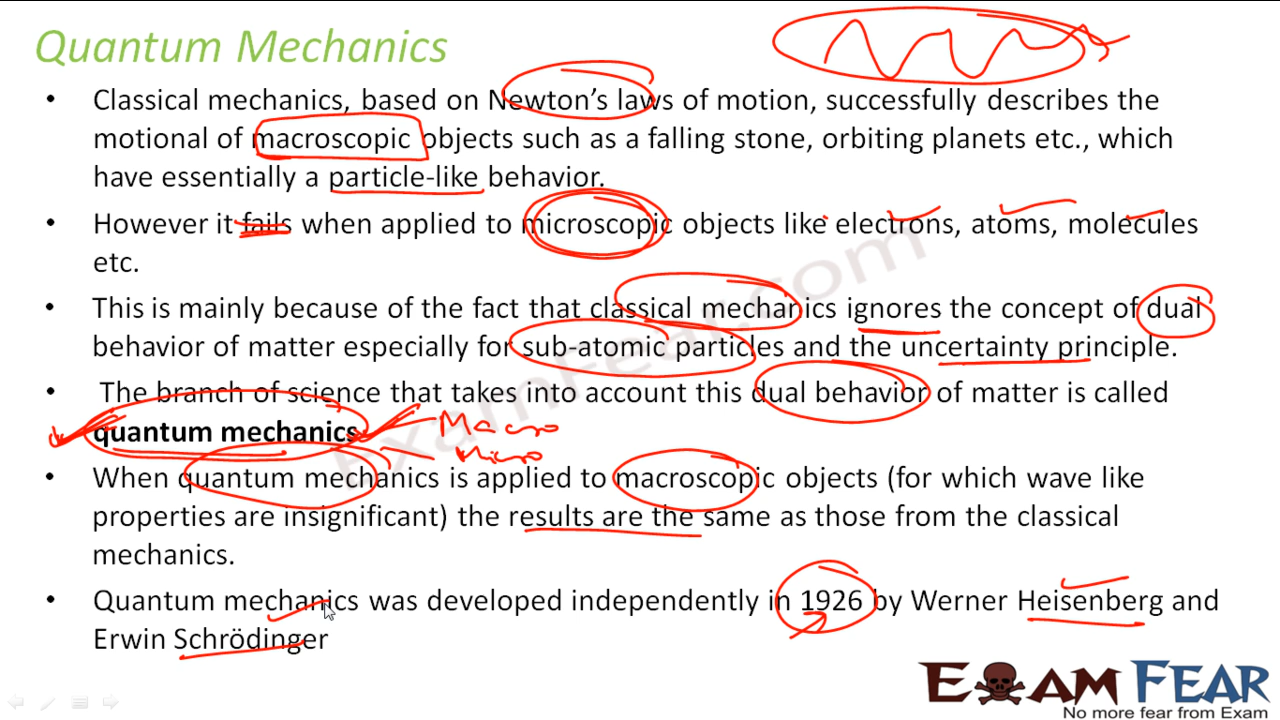 Quantum Mechanics
• Classical mechanics, based on Newton's laws of motion, successfully describes the
motional of macroscopic objects such as a falling stone, orbiting planets etc., which
have essentially a particle-like behavior.
• However it fails when applied to microscopic objects like electrons, atoms, molecules
etc.
• This is mainly because of the fact that classical mechanics ignores the concept of dual
behavior of matter especially for sub-atomic particles and the uncertainty principle.
• The branch of science that takes into account this dual behavior of matter is called
quantum mechanics. Macro
Micro
• When quantum mechanics is applied to macroscopic objects (for which wave like
properties are insignificant) the results are the same as those from the classical
mechanics.
• Quantum mechanics was developed independently in 1926 by Werner Heisenberg and
Erwin Schrödinger
ExamFear.com
EXAM FEAR
No more fear from Exam